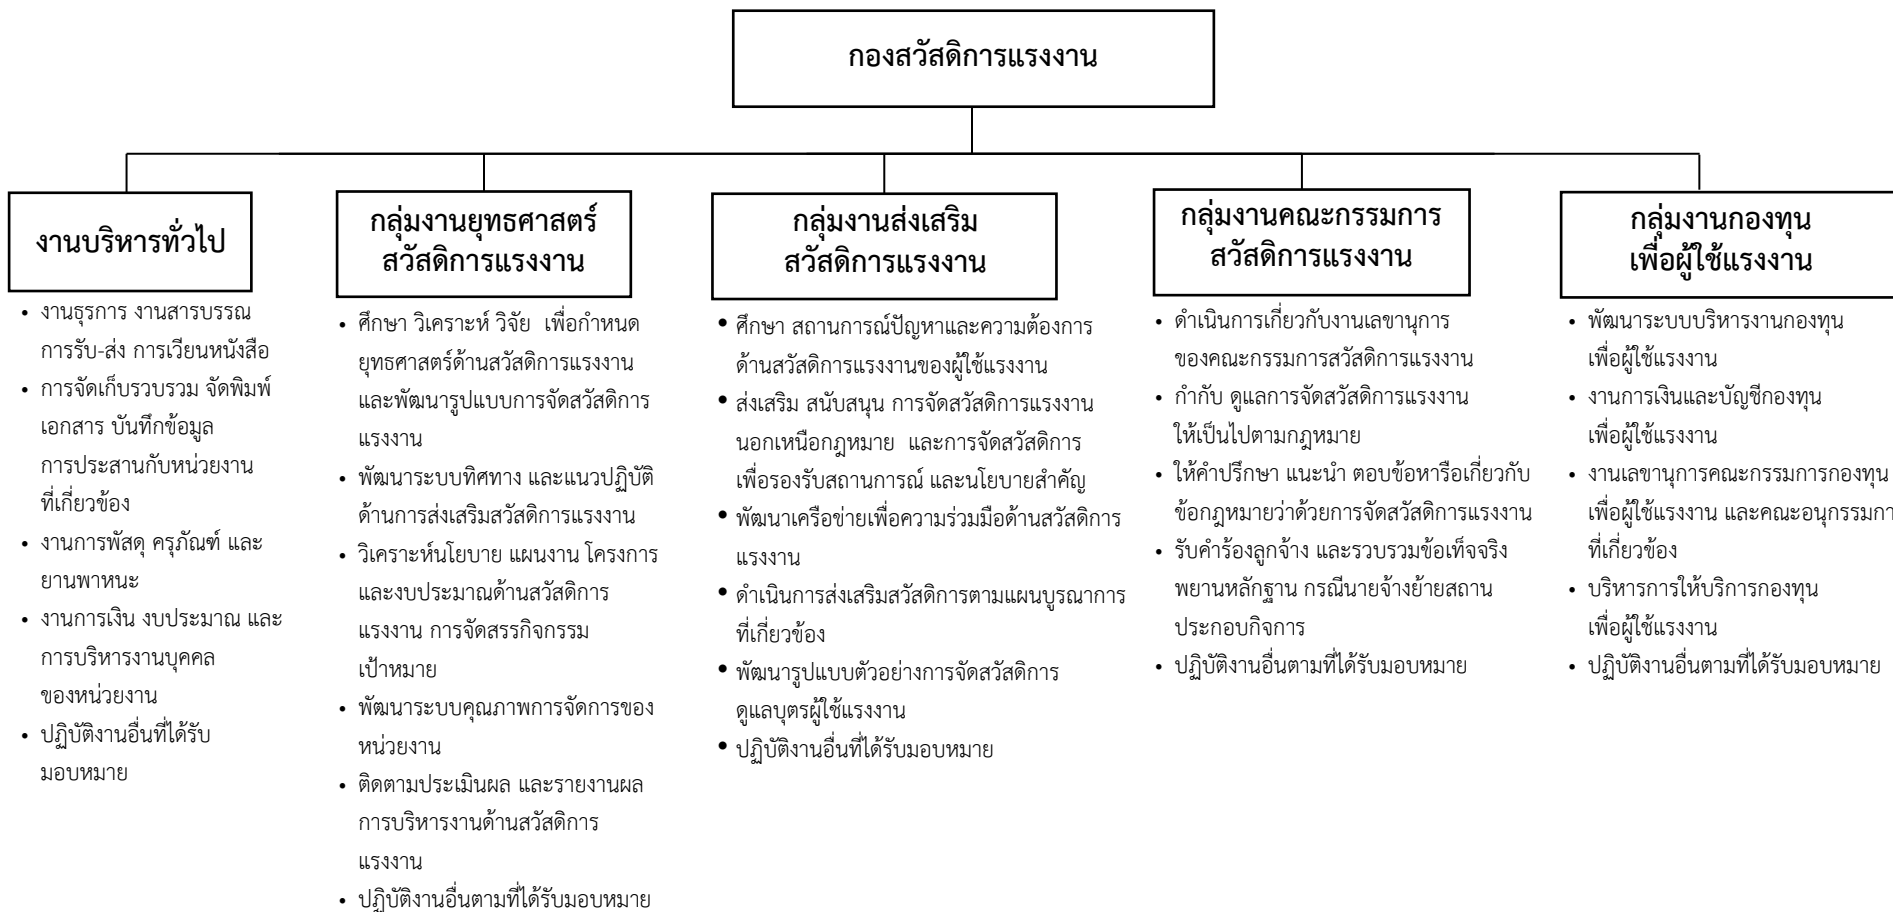 กองสวัสดิการแรงงาน
งานบริหารทั่วไป
• งานธุรการ งานสารบรรณ
การรับ-ส่ง การเวียนหนังสือ
• การจัดเก็บรวบรวม จัดพิมพ์
เอกสาร บันทึกข้อมูล
การประสานกับหน่วยงาน
ที่เกี่ยวข้อง
• งานการพัสดุ ครุภัณฑ์ และ
ยานพาหนะ
• งานการเงิน งบประมาณ และ
การบริหารงานบุคคล
ของหน่วยงาน
• ปฏิบัติงานอื่นที่ได้รับ
มอบหมาย
กลุ่มงานยุทธศาสตร์
สวัสดิการแรงงาน
• ศึกษา วิเคราะห์ วิจัย เพื่อกำหนด
ยุทธศาสตร์ด้านสวัสดิการแรงงาน
และพัฒนารูปแบบการจัดสวัสดิการ
แรงงาน
• พัฒนาระบบทิศทาง และแนวปฏิบัติ
ด้านการส่งเสริมสวัสดิการแรงงาน
• วิเคราะห์นโยบาย แผนงาน โครงการ
และงบประมาณด้านสวัสดิการ
แรงงาน การจัดสรรกิจกรรม
เป้าหมาย
• พัฒนาระบบคุณภาพการจัดการของ
หน่วยงาน
• ติดตามประเมินผล และรายงานผล
การบริหารงานด้านสวัสดิการ
แรงงาน
• ปฏิบัติงานอื่นตามที่ได้รับมอบหมาย
กลุ่มงานส่งเสริม
สวัสดิการแรงงาน
• ศึกษา สถานการณ์ปัญหาและความต้องการ
ด้านสวัสดิการแรงงานของผู้ใช้แรงงาน
• ส่งเสริม สนับสนุน การจัดสวัสดิการแรงงาน
นอกเหนือกฎหมาย และการจัดสวัสดิการ
เพื่อรองรับสถานการณ์ และนโยบายสำคัญ
• พัฒนาเครือข่ายเพื่อความร่วมมือด้านสวัสดิการ
แรงงาน
• ดำเนินการส่งเสริมสวัสดิการตามแผนบูรณาการ
ที่เกี่ยวข้อง
• พัฒนารูปแบบตัวอย่างการจัดสวัสดิการ
ดูแลบุตรผู้ใช้แรงงาน
• ปฏิบัติงานอื่นที่ได้รับมอบหมาย
กลุ่มงานคณะกรรมการ
สวัสดิการแรงงาน
• ดำเนินการเกี่ยวกับงานเลขานุการ
ของคณะกรรมการสวัสดิการแรงงาน
• กำกับ ดูแลการจัดสวัสดิการแรงงาน
ให้เป็นไปตามกฎหมาย
• ให้คำปรึกษา แนะนำ ตอบข้อหารือเกี่ยวกับ
ข้อกฎหมายว่าด้วยการจัดสวัสดิการแรงงาน
• รับคำร้องลูกจ้าง และรวบรวมข้อเท็จจริง
พยานหลักฐาน กรณีนายจ้างย้ายสถาน
ประกอบกิจการ
• ปฏิบัติงานอื่นตามที่ได้รับมอบหมาย
กลุ่มงานกองทุน
เพื่อผู้ใช้แรงงาน
• พัฒนาระบบบริหารงานกองทุน
เพื่อผู้ใช้แรงงาน
• งานการเงินและบัญชีกองทุน
เพื่อผู้ใช้แรงงาน
• งานเลขานุการคณะกรรมการกองทุน
เพื่อผู้ใช้แรงงาน และคณะอนุกรรมกา
ที่เกี่ยวข้อง
• บริหารการให้บริการกองทุน
เพื่อผู้ใช้แรงงาน
• ปฏิบัติงานอื่นตามที่ได้รับมอบหมาย